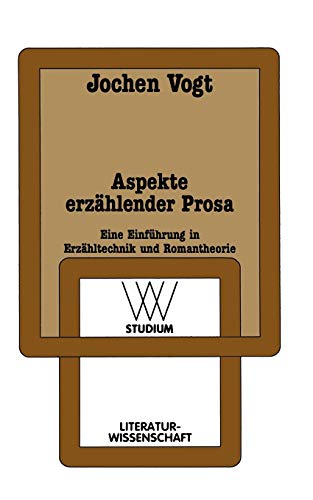 Jochen Vogt
Aspekte
erzählender Prosa
Eine Einführung in
Erzähltechnik und Romantheorie
WV
STUDIUM
LITERATUR-
WISSENSCHAFT